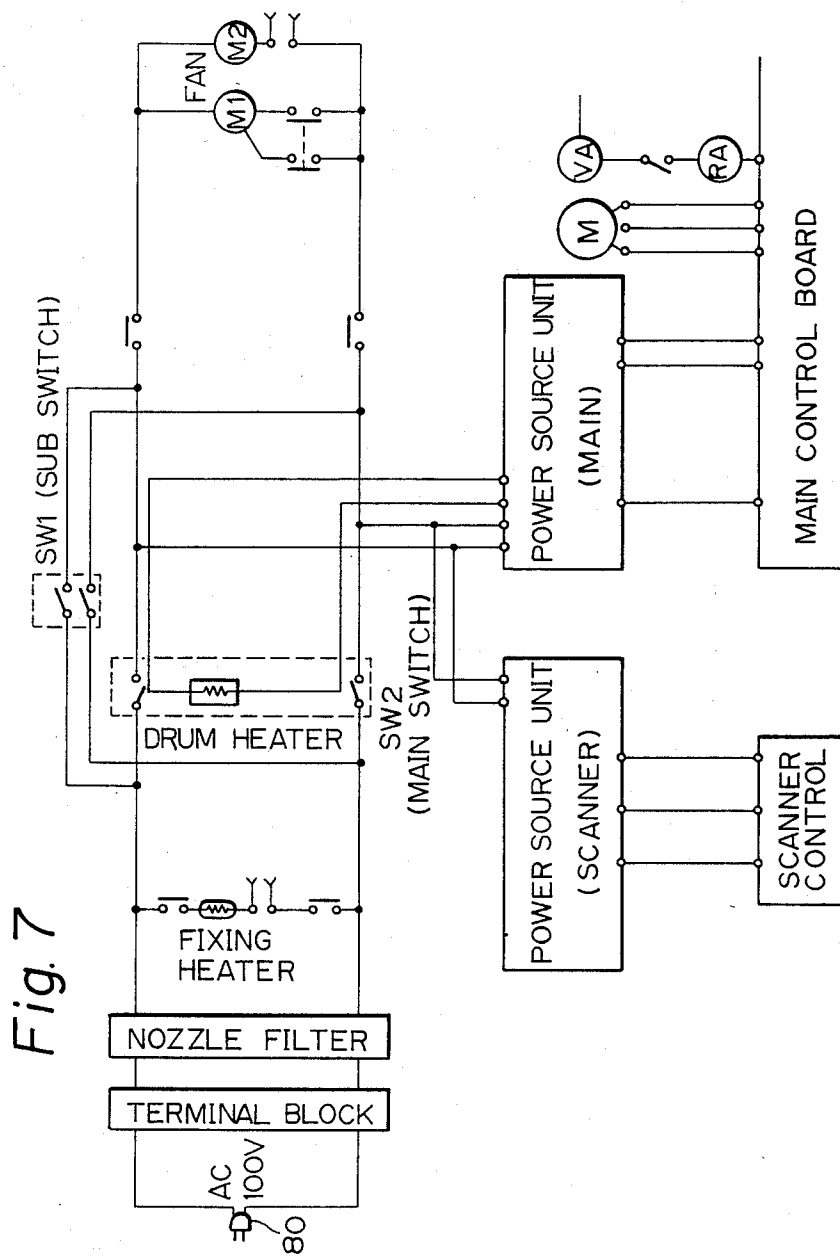 Fig. 7
80
AC
100V
TERMINAL BLOCK
NOZZLE FILTER
FIXING
HEATER
DRUM HEATER
SW2
(MAIN SWITCH)
SW1 (SUB SWITCH)
FAN
M1
M2
POWER SOURCE UNIT
(SCANNER)
SCANNER
CONTROL
POWER SOURCE UNIT
(MAIN)
MAIN CONTROL BOARD
M
VA
RA